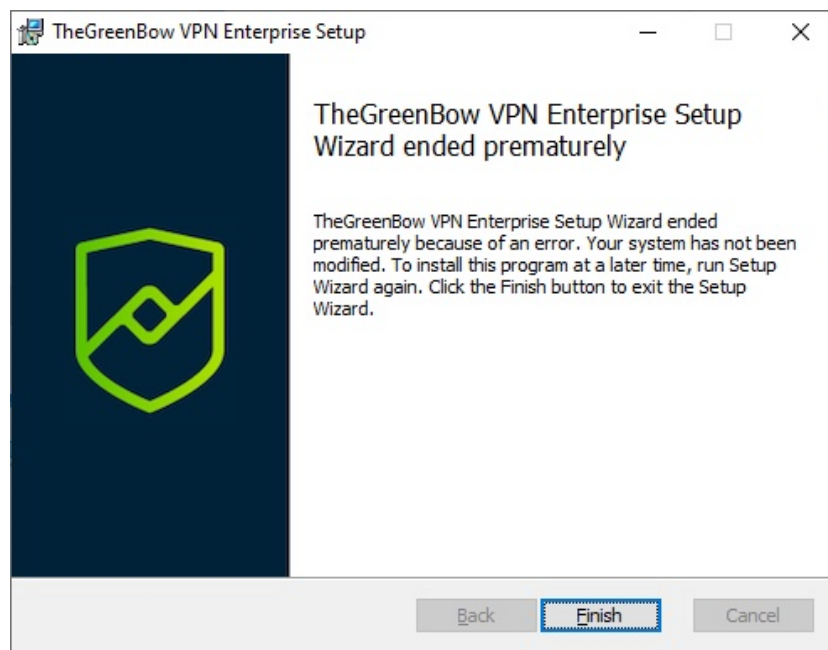 TheGreenBow VPN Enterprise Setup
TheGreenBow VPN Enterprise Setup
Wizard ended prematurely
TheGreenBow VPN Enterprise Setup Wizard ended
prematurely because of an error. Your system has not been
modified. To install this program at a later time, run Setup
Wizard again. Click the Finish button to exit the Setup
Wizard.
Back Finish Cancel